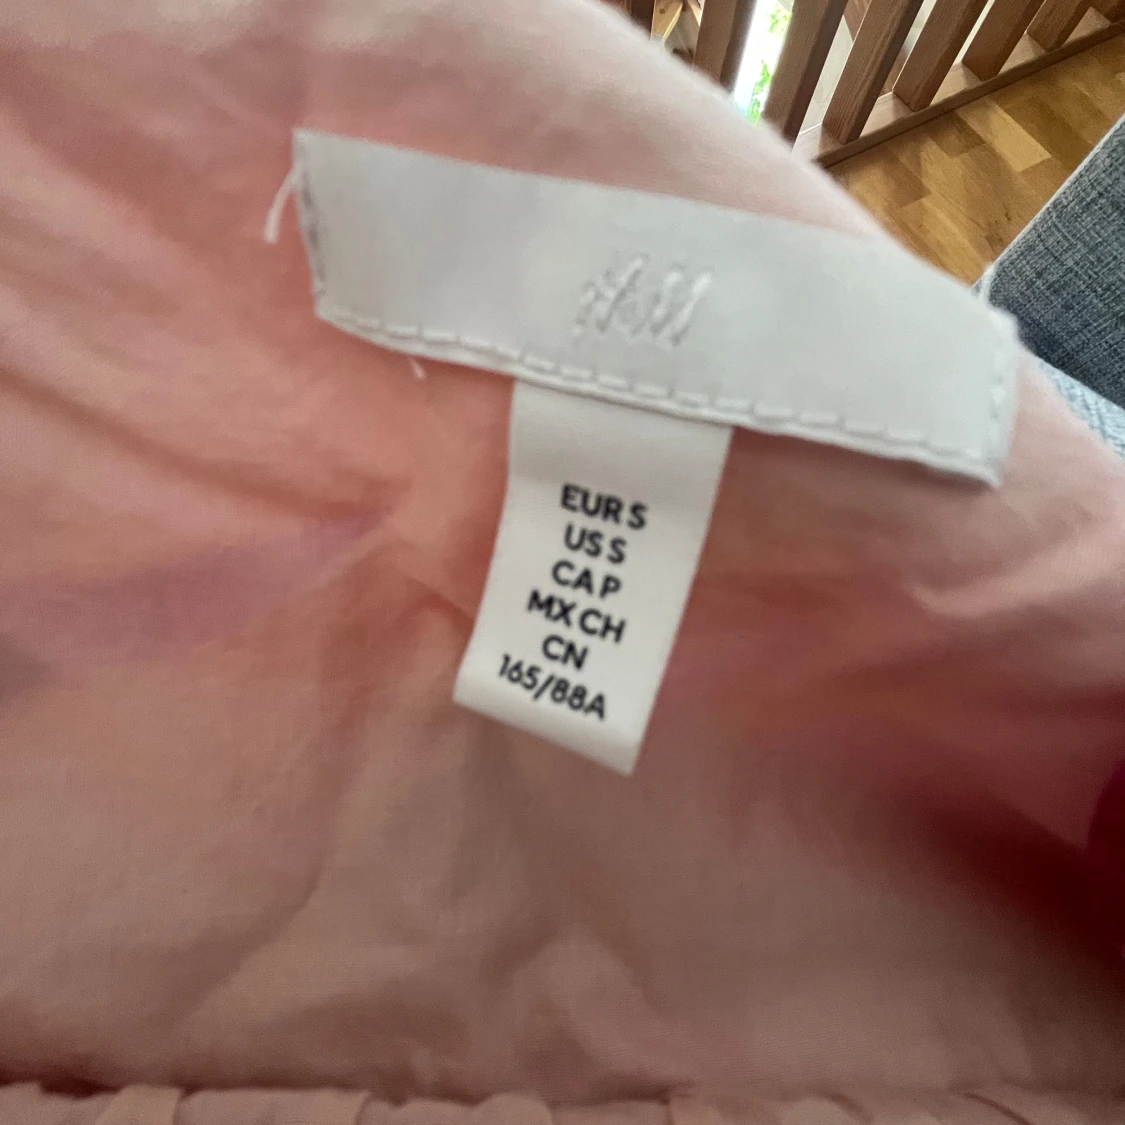 H&M
EUR S
US S
CA P
MX CH
CN
165/88A